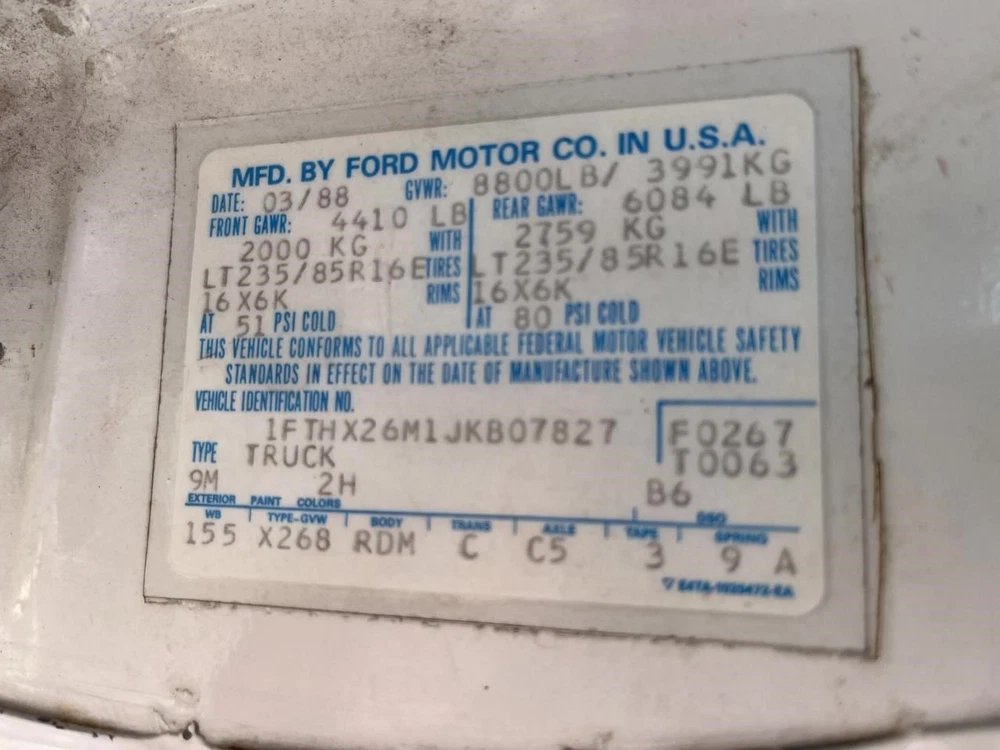 MFD. BY FORD MOTOR CO. IN U.S.A.
DATE: 03/88 GVWR: 8800LB/ 3991KG
FRONT GAWR: 4410 LB REAR GAWR: 6084 LB
2000 KG WITH 2759 KG WITH
LT235/85R16E TIRES LT235/85R16E TIRES
16X6K RIMS 16X6K RIMS
AT 51 PSI COLD AT 80 PSI COLD
THIS VEHICLE CONFORMS TO ALL APPLICABLE FEDERAL MOTOR VEHICLE SAFETY
STANDARDS IN EFFECT ON THE DATE OF MANUFACTURE SHOWN ABOVE.
VEHICLE IDENTIFICATION NO.
1FTHX26M1JKB07827 F0267
TYPE TRUCK T0063
9M 2H B6
EXTERIOR PAINT COLORS DSO
WB TYPE-GVW BODY TRANS AXLE TAPE SPRING
155 X268 RDM C C5 3 9 A